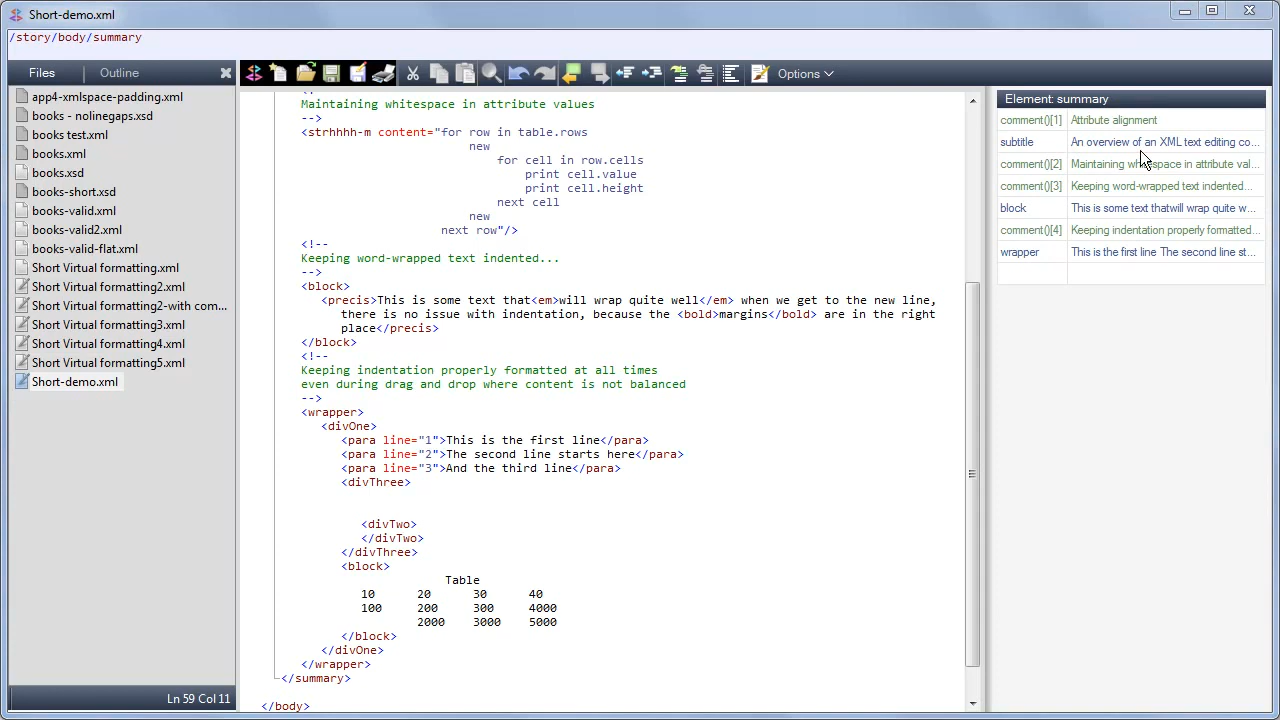 Short-demo.xml
/story/body/summary
Files
Outline
Options
app4-xmlspace-padding.xml
books - nolinegaps.xsd
books test.xml
books.xml
books.xsd
books-short.xsd
books-valid.xml
books-valid2.xml
books-valid-flat.xml
Short Virtual formatting.xml
Short Virtual formatting2.xml
Short Virtual formatting2-with com...
Short Virtual formatting3.xml
Short Virtual formatting4.xml
Short Virtual formatting5.xml
Short-demo.xml
Ln 59 Col 11
Maintaining whitespace in attribute values
-->
<strhhhh-m content="for row in table.rows
new
for cell in row.cells
print cell.value
print cell.height
next cell
new
next row"/>
<!--
Keeping word-wrapped text indented...
-->
<block>
<precis>This is some text that<em>will wrap quite well</em> when we get to the new line,
there is no issue with indentation, because the <bold>margins</bold> are in the right
place</precis>
</block>
<!--
Keeping indentation properly formatted at all times
even during drag and drop where content is not balanced
-->
<wrapper>
<divOne>
<para line="1">This is the first line</para>
<para line="2">The second line starts here</para>
<para line="3">And the third line</para>
<divThree>
<divTwo>
</divTwo>
</divThree>
<block>
Table
10 20 30 40
100 200 300 4000
2000 3000 5000
</block>
</divOne>
</wrapper>
</summary>
</body>
Element: summary
comment()[1] Attribute alignment
subtitle An overview of an XML text editing co...
comment()[2] Maintaining whitespace in attribute val...
comment()[3] Keeping word-wrapped text indented...
block This is some text thatwill wrap quite w...
comment()[4] Keeping indentation properly formatted...
wrapper This is the first line The second line st...